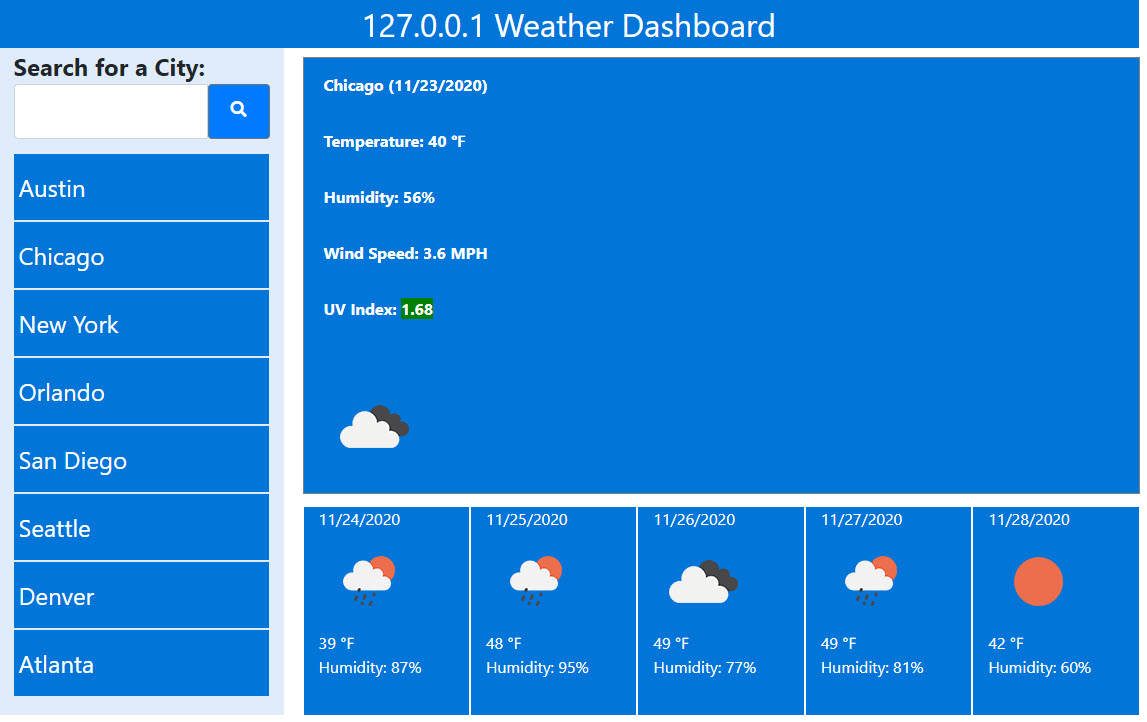 127.0.0.1 Weather Dashboard
Search for a City:
Austin
Chicago
New York
Orlando
San Diego
Seattle
Denver
Atlanta
Chicago (11/23/2020)
Temperature: 40 °F
Humidity: 56%
Wind Speed: 3.6 MPH
UV Index: 1.68
11/24/2020
39 °F
Humidity: 87%
11/25/2020
48 °F
Humidity: 95%
11/26/2020
49 °F
Humidity: 77%
11/27/2020
49 °F
Humidity: 81%
11/28/2020
42 °F
Humidity: 60%